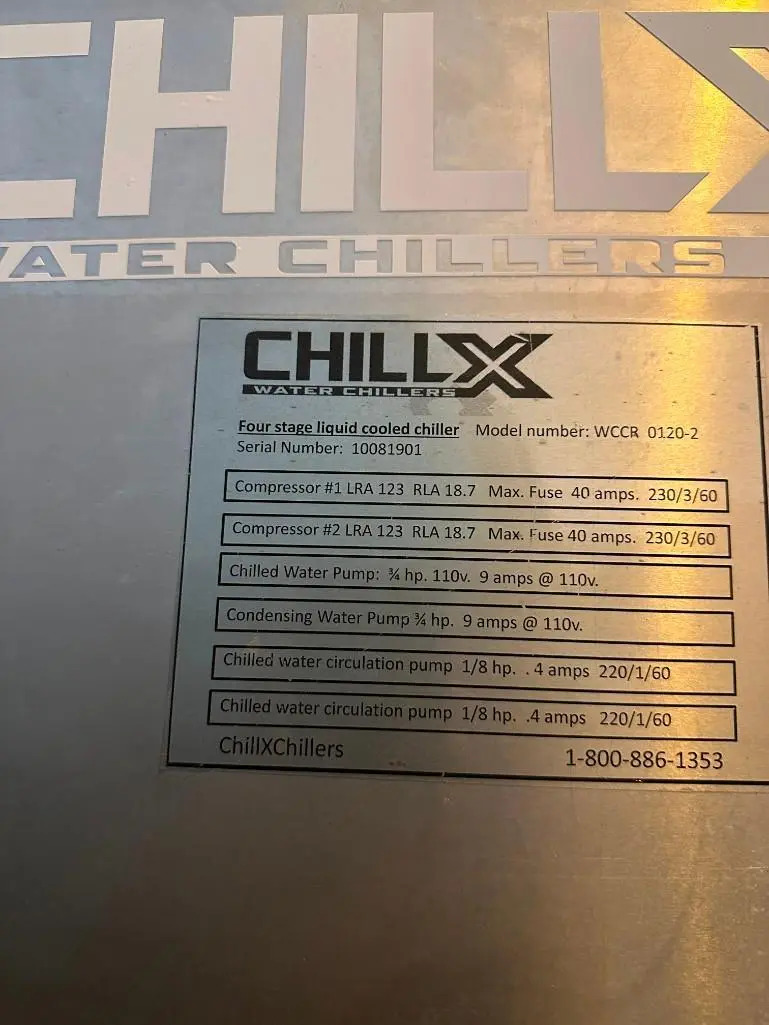 CHILLX
WATER CHILLERS
CHILLX
WATER CHILLERS
Four stage liquid cooled chiller Model number: WCCR 0120-2
Serial Number: 10081901
Compressor #1 LRA 123 RLA 18.7 Max. Fuse 40 amps. 230/3/60
Compressor #2 LRA 123 RLA 18.7 Max. Fuse 40 amps. 230/3/60
Chilled Water Pump: ¾ hp. 110v. 9 amps @ 110v.
Condensing Water Pump ¾ hp. 9 amps @ 110v.
Chilled water circulation pump 1/8 hp. . 4 amps 220/1/60
Chilled water circulation pump 1/8 hp. .4 amps 220/1/60
ChillXChillers 1-800-886-1353